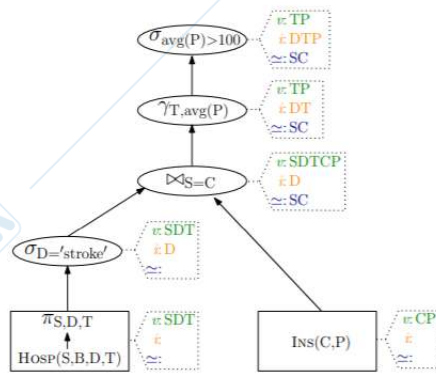 σavg(P)>100
v: TP
i: DTP
≃: SC
γT,avg(P)
v: TP
i: DT
≃: SC
⋈S=C
v: SDTCP
i: D
≃: SC
σD='stroke'
v: SDT
i: D
≃:
πS,D,T
HOSP(S,B,D,T)
v: SDT
i:
≃:
INS(C,P)
v: CP
i:
≃: